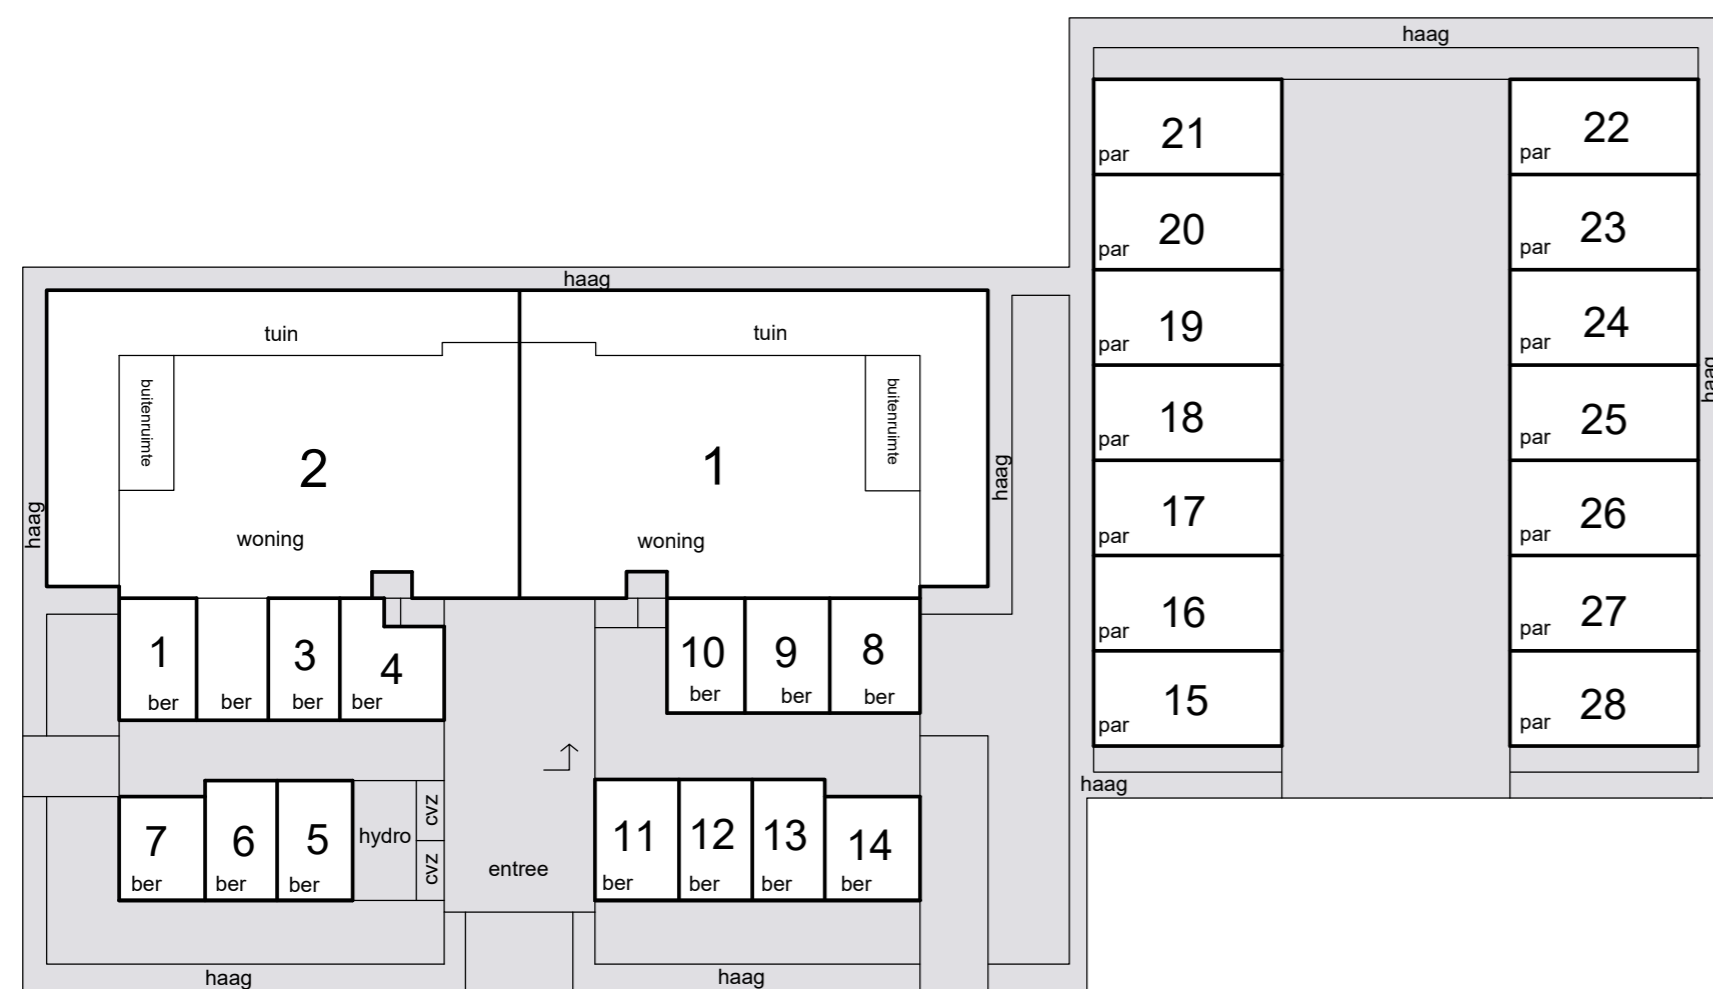 haag
21
par
22
par
20
par
23
par
haag
19
par
24
par
haag
tuin
tuin
buitenruimte
buitenruimte
18
par
25
par
2
1
haag
haag
woning
woning
17
par
26
par
16
par
27
par
1
ber
ber
3
ber
4
ber
10
ber
9
ber
8
ber
15
par
28
par
haag
7
ber
6
ber
5
ber
hydro
cvz
cvz
entree
11
ber
12
ber
13
ber
14
ber
haag
haag